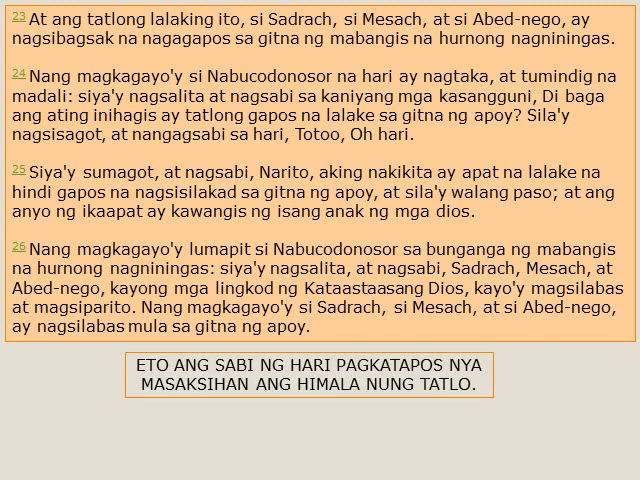 23 At ang tatlong lalaking ito, si Sadrach, si Mesach, at si Abed-nego, ay
nagsibagsak na nagagapos sa gitna ng mabangis na hurnong nagniningas.
24 Nang magkagayo'y si Nabucodonosor na hari ay nagtaka, at tumindig na
madali: siya'y nagsalita at nagsabi sa kaniyang mga kasangguni, Di baga
ang ating inihagis ay tatlong gapos na lalake sa gitna ng apoy? Sila'y
nagsisagot, at nangagsabi sa hari, Totoo, Oh hari.
25 Siya'y sumagot, at nagsabi, Narito, aking nakikita ay apat na lalake na
hindi gapos na nagsisilakad sa gitna ng apoy, at sila'y walang paso; at ang
anyo ng ikaapat ay kawangis ng isang anak ng mga dios.
26 Nang magkagayo'y lumapit si Nabucodonosor sa bunganga ng mabangis
na hurnong nagniningas: siya'y nagsalita, at nagsabi, Sadrach, Mesach, at
Abed-nego, kayong mga lingkod ng Kataastaasang Dios, kayo'y magsilabas
at magsiparito. Nang magkagayo'y si Sadrach, si Mesach, at si Abed-nego,
ay nagsilabas mula sa gitna ng apoy.
ETO ANG SABI NG HARI PAGKATAPOS NYA
MASAKSIHAN ANG HIMALA NUNG TATLO.